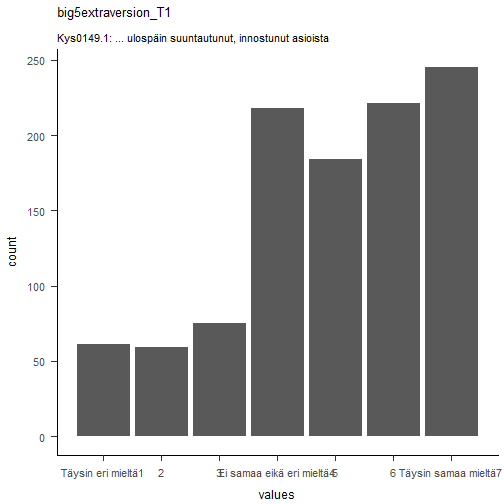 big5extraversion_T1
Kys0149.1: ... ulospäin suuntautunut, innostunut asioista
250
200
150
100
50
0
count
Täysin eri mieltä1 2 3 Ei samaa eikä eri mieltä4 5 6 Täysin samaa mieltä7
values